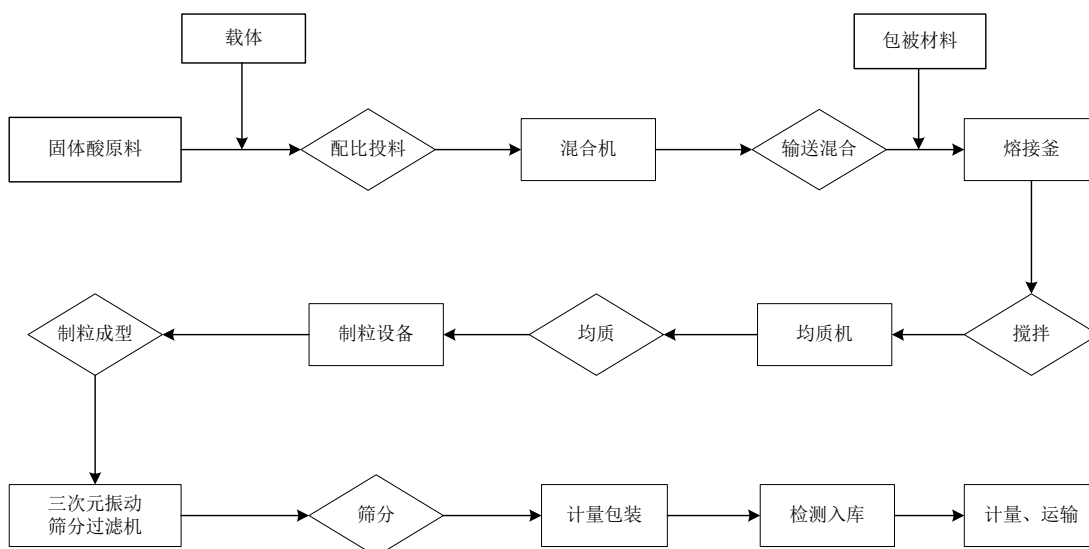 载体
包被材料
固体酸原料
配比投料
混合机
输送混合
熔接釜
制粒成型
制粒设备
均质
均质机
搅拌
三次元振动
筛分过滤机
筛分
计量包装
检测入库
计量、运输